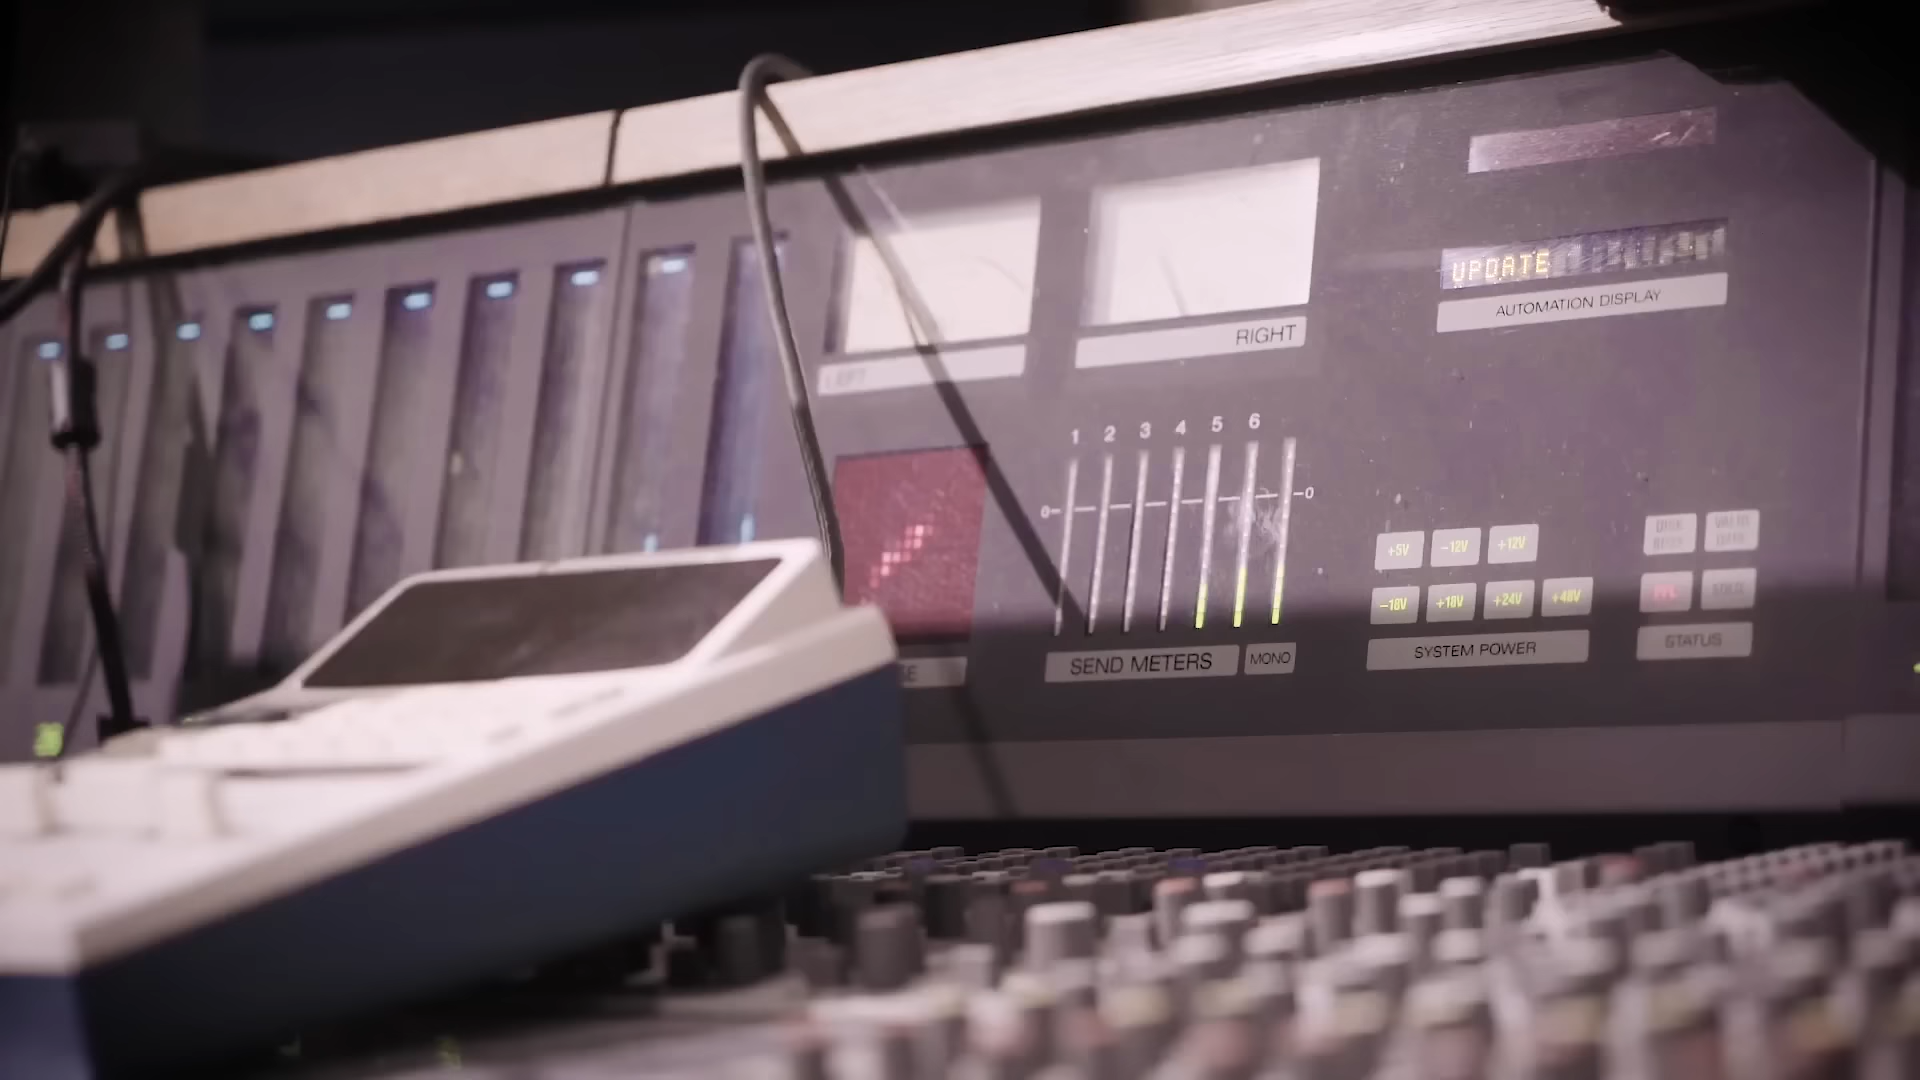 UPDATE
AUTOMATION DISPLAY
LEFT
RIGHT
1 2 3 4 5 6
0 0
+5V -12V +12V
-18V +18V +24V +48V
SEND METERS
MONO
SYSTEM POWER
STATUS